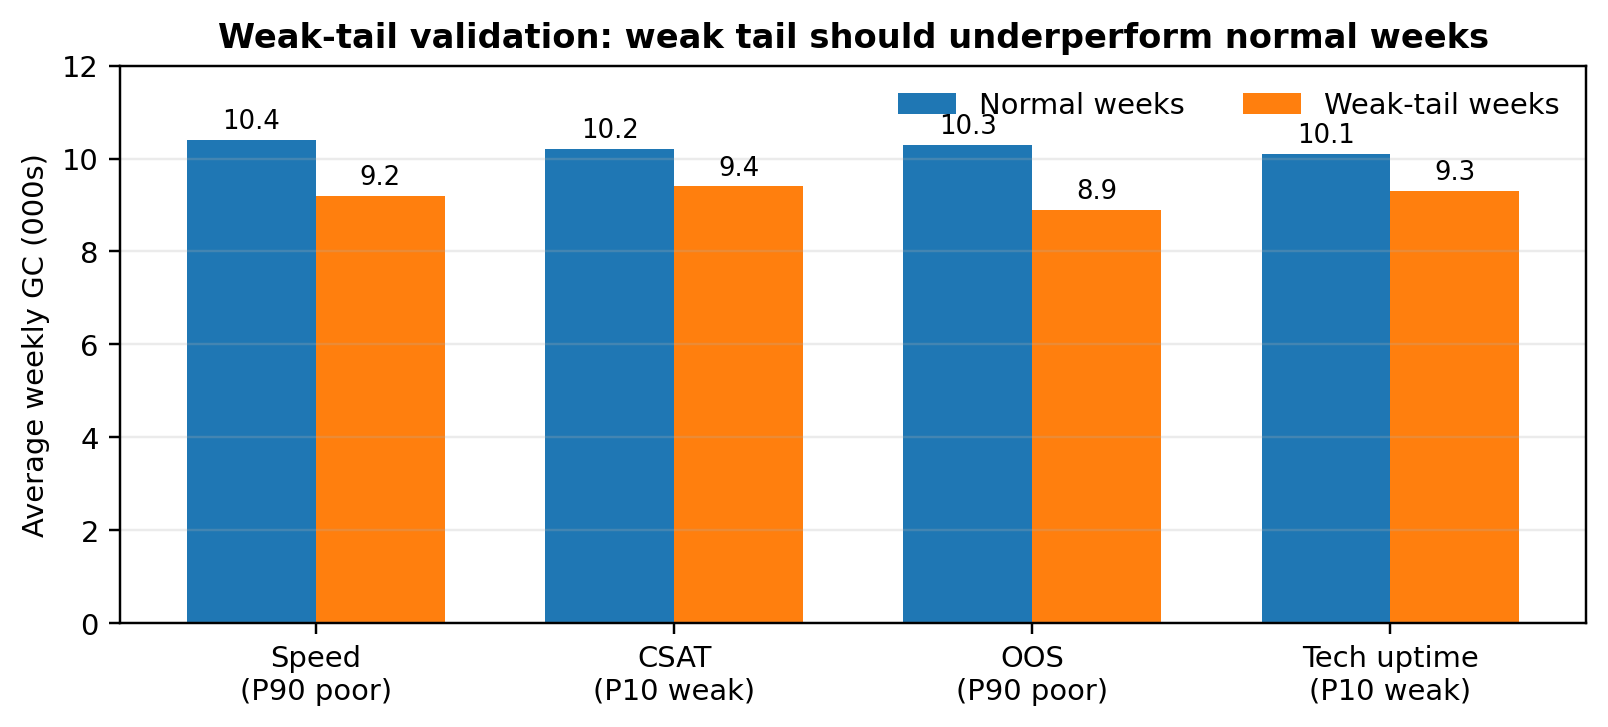 Weak-tail validation: weak tail should underperform normal weeks
Average weekly GC (000s)
12
10
8
6
4
2
0
Normal weeks
Weak-tail weeks
10.4
9.2
10.2
9.4
10.3
8.9
10.1
9.3
Speed
(P90 poor)
CSAT
(P10 weak)
OOS
(P90 poor)
Tech uptime
(P10 weak)